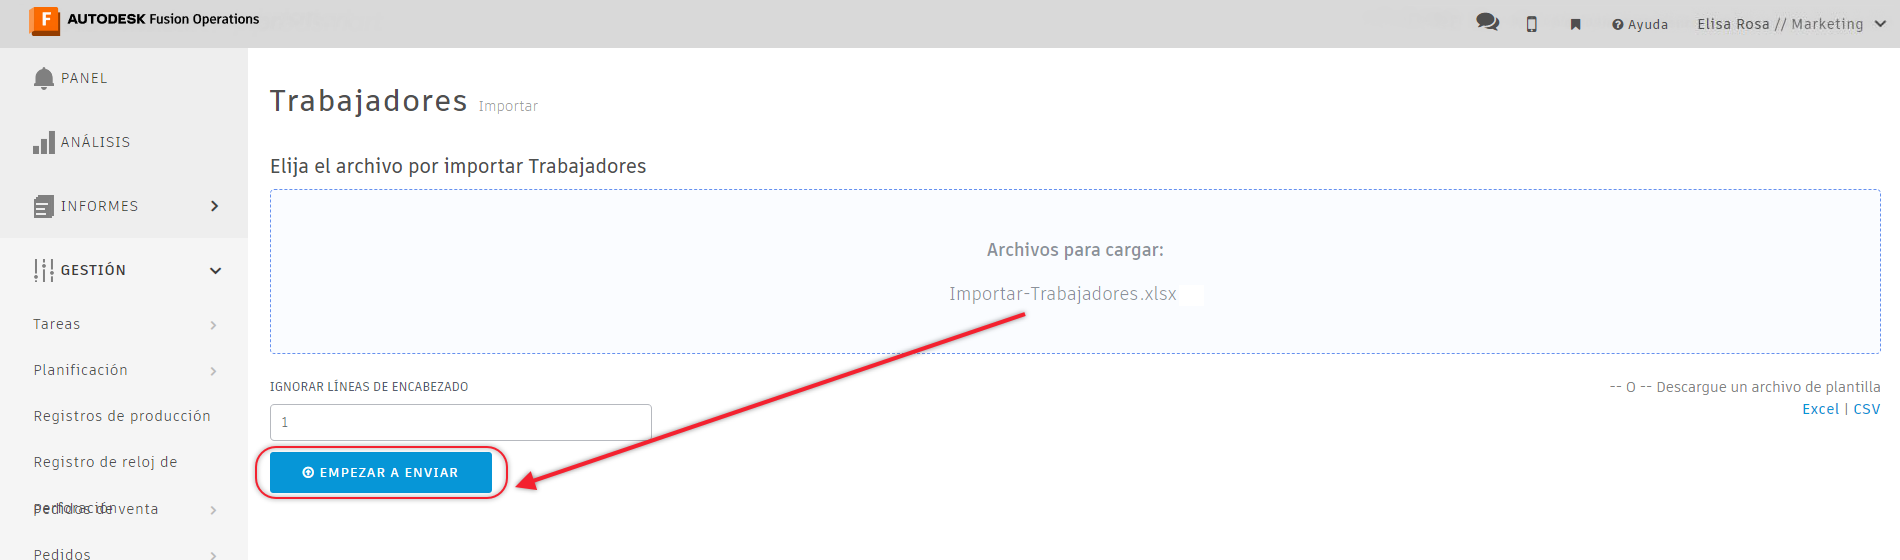 AUTODESK Fusion Operations
Ayuda
Elisa Rosa // Marketing
PANEL
ANÁLISIS
INFORMES
GESTIÓN
Tareas
Planificación
Registros de producción
Registro de reloj de
perforación
Pedidos de venta
Pedidos
Trabajadores Importar
Elija el archivo por importar Trabajadores
Archivos para cargar:
Importar-Trabajadores.xlsx
IGNORAR LÍNEAS DE ENCABEZADO
1
EMPEZAR A ENVIAR
-- O -- Descargue un archivo de plantilla
Excel | CSV